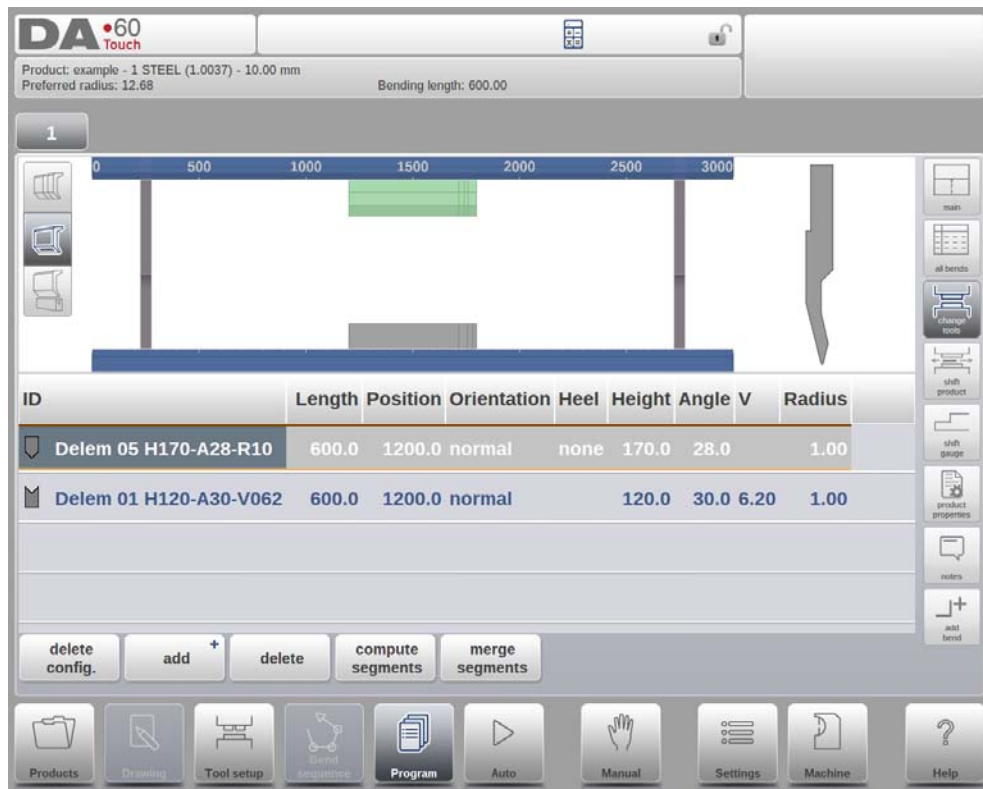 DA •60
Touch
Product: example - 1 STEEL (1.0037) - 10.00 mm
Preferred radius: 12.68 Bending length: 600.00
1
0 500 1000 1500 2000 2500 3000
main
all bends
change
tools
shift
product
shift
gauge
product
properties
notes
add
bend
ID Length Position Orientation Heel Height Angle V Radius
Delem 05 H170-A28-R10 600.0 1200.0 normal none 170.0 28.0 1.00
Delem 01 H120-A30-V062 600.0 1200.0 normal 120.0 30.0 6.20 1.00
delete
config.
add +
delete
compute
segments
merge
segments
Products Drawing Tool setup Bend
sequence Program Auto Manual Settings Machine ? Help